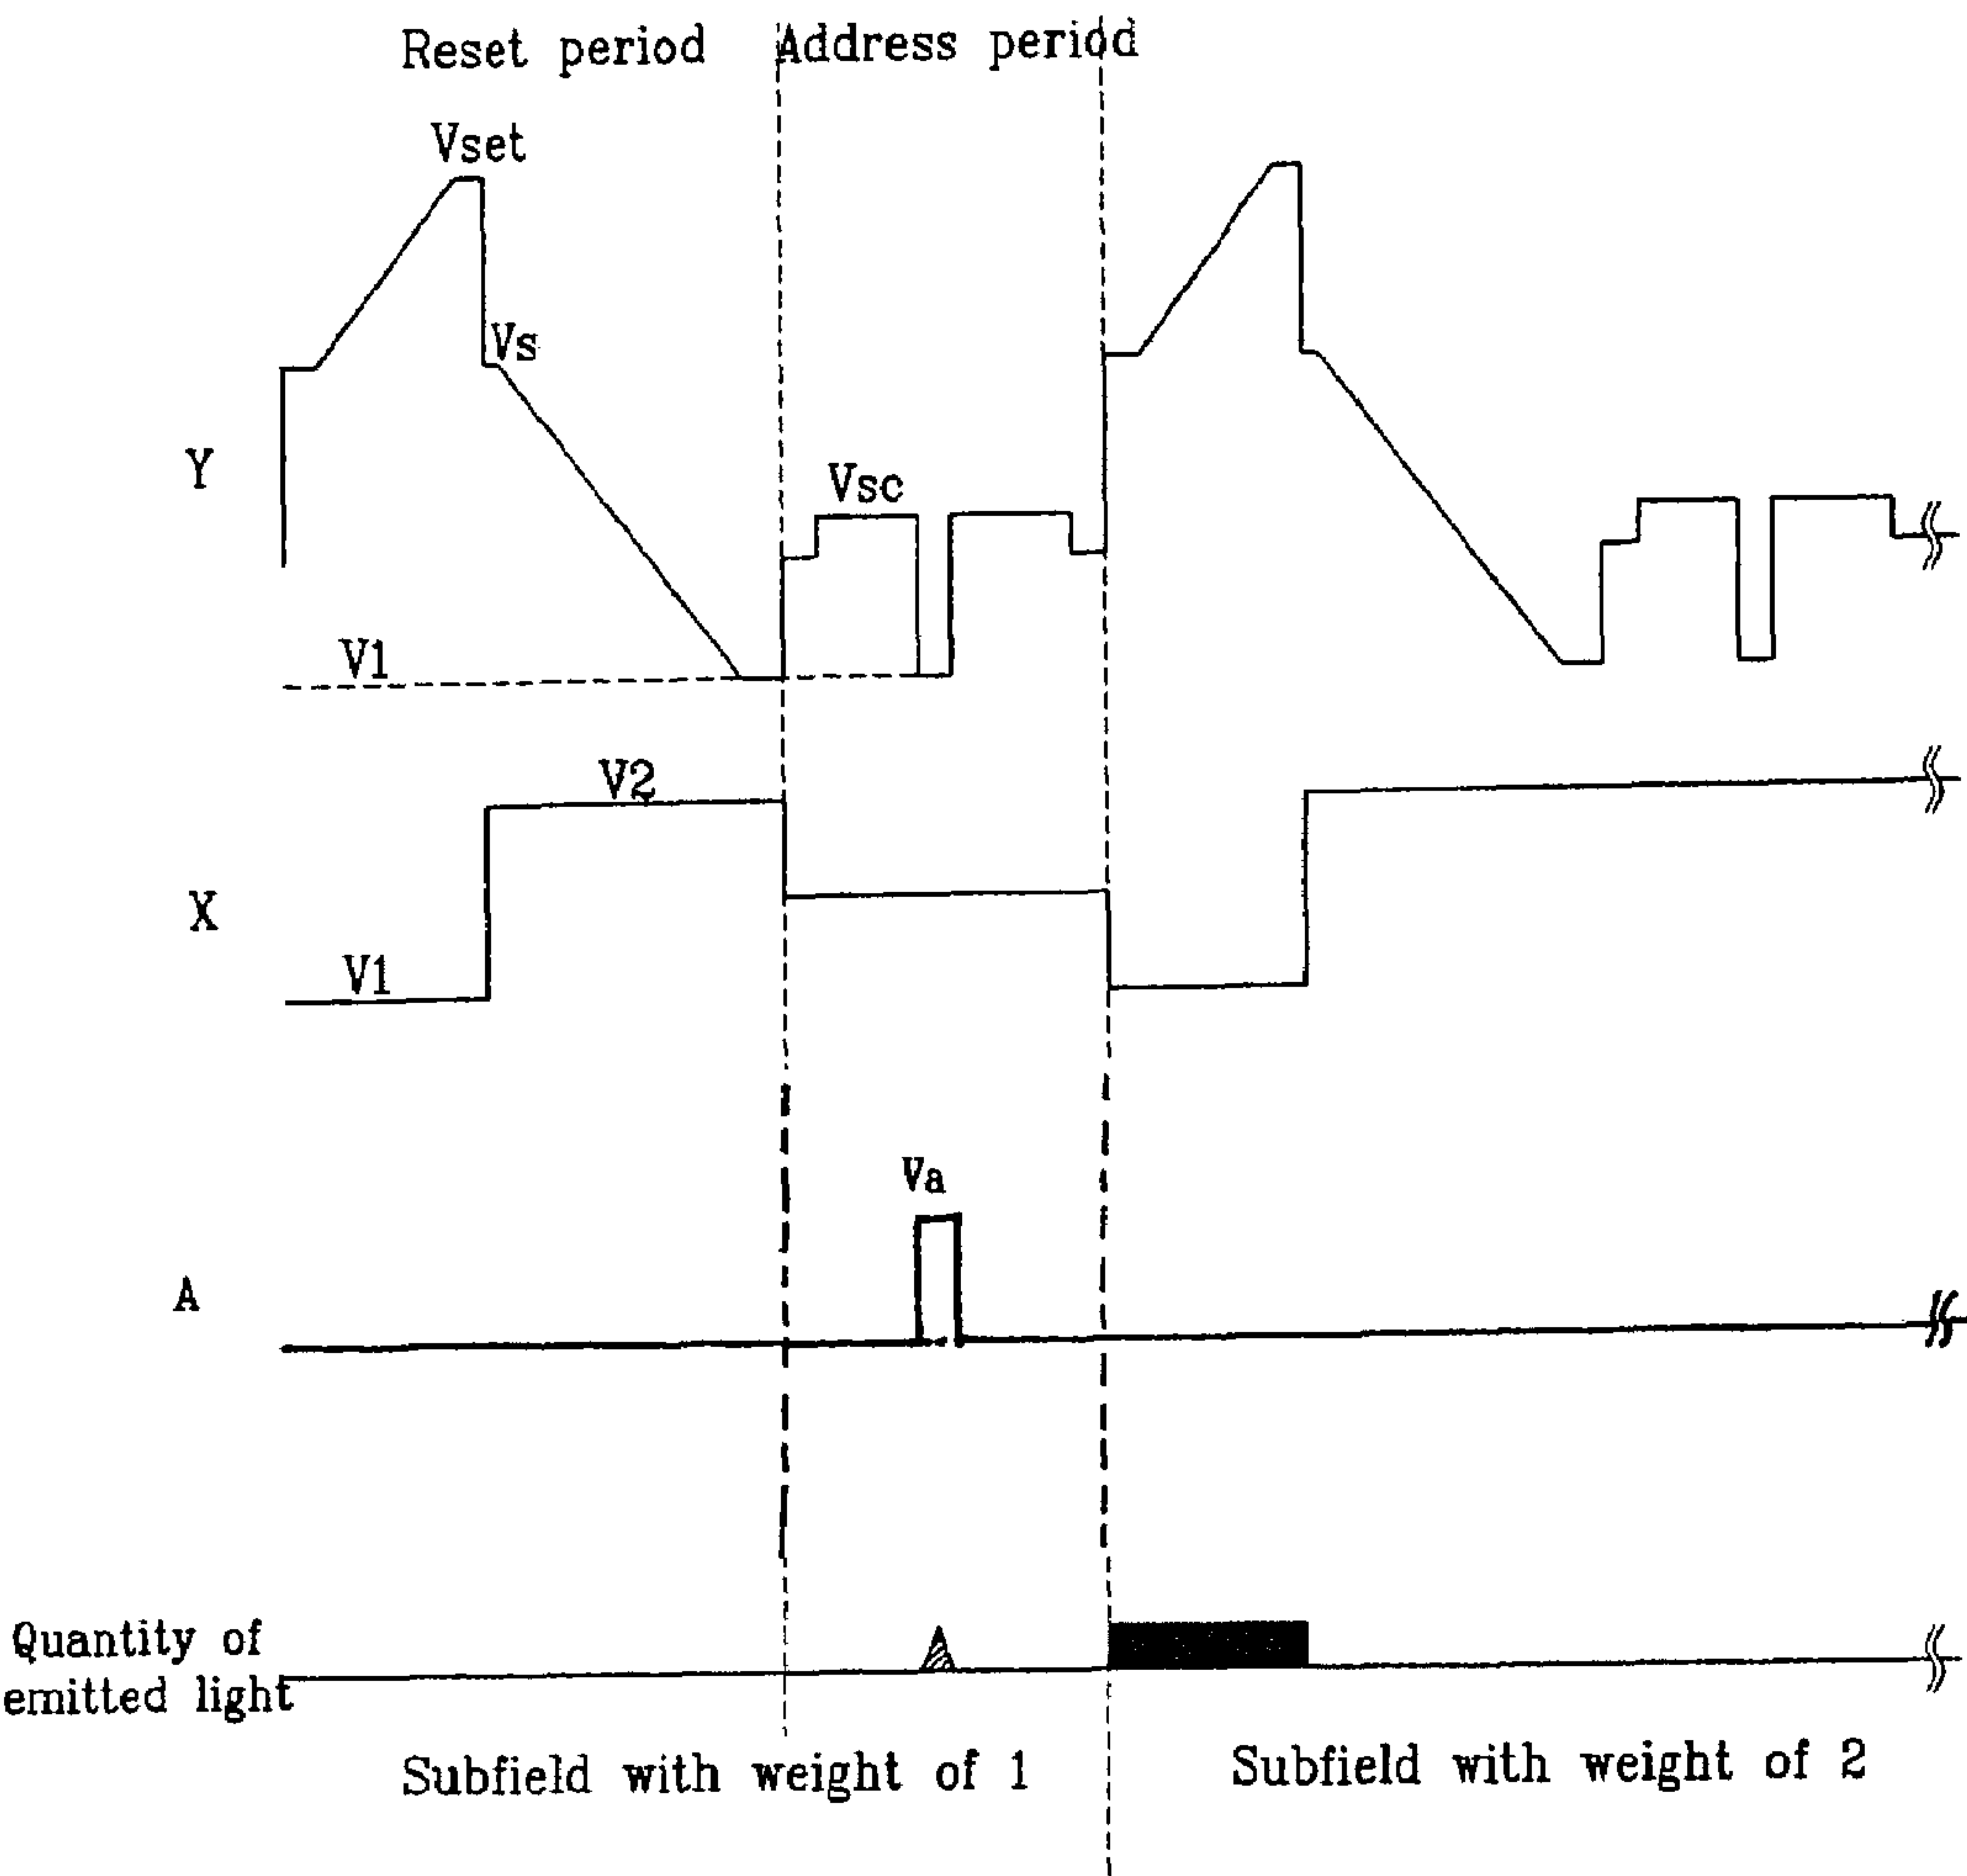 Reset period
Address period
Vset
Vs
Y
Vsc
V1
V2
X
V1
Va
A
Quantity of
emitted light
Subfield with weight of 1
Subfield with weight of 2